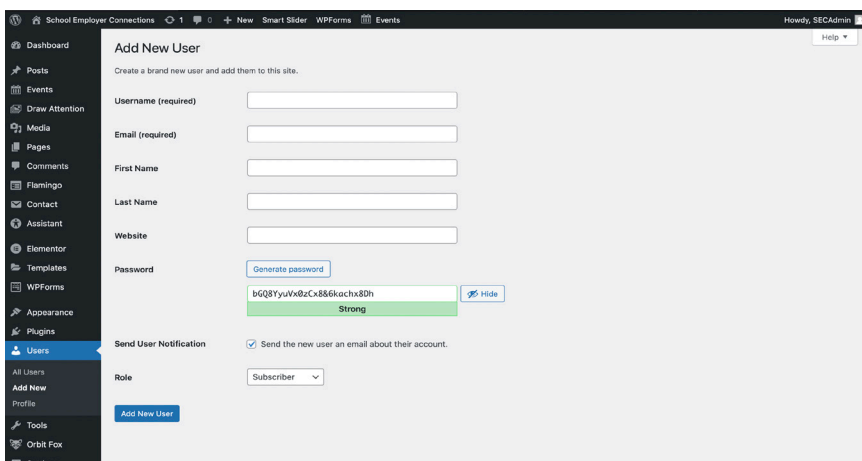 School Employer Connections 1 0 + New Smart Slider WPForms Events Howdy, SECAdmin
Help
Dashboard
Posts
Events
Draw Attention
Media
Pages
Comments
Flamingo
Contact
Assistant
Elementor
Templates
WPForms
Appearance
Plugins
Users
All Users
Add New
Profile
Tools
Orbit Fox
Add New User
Create a brand new user and add them to this site.
Username (required)
Email (required)
First Name
Last Name
Website
Password Generate password
bGQ8YyuVx0zCx8&6kachx8Dh Hide
Strong
Send User Notification Send the new user an email about their account.
Role Subscriber
Add New User